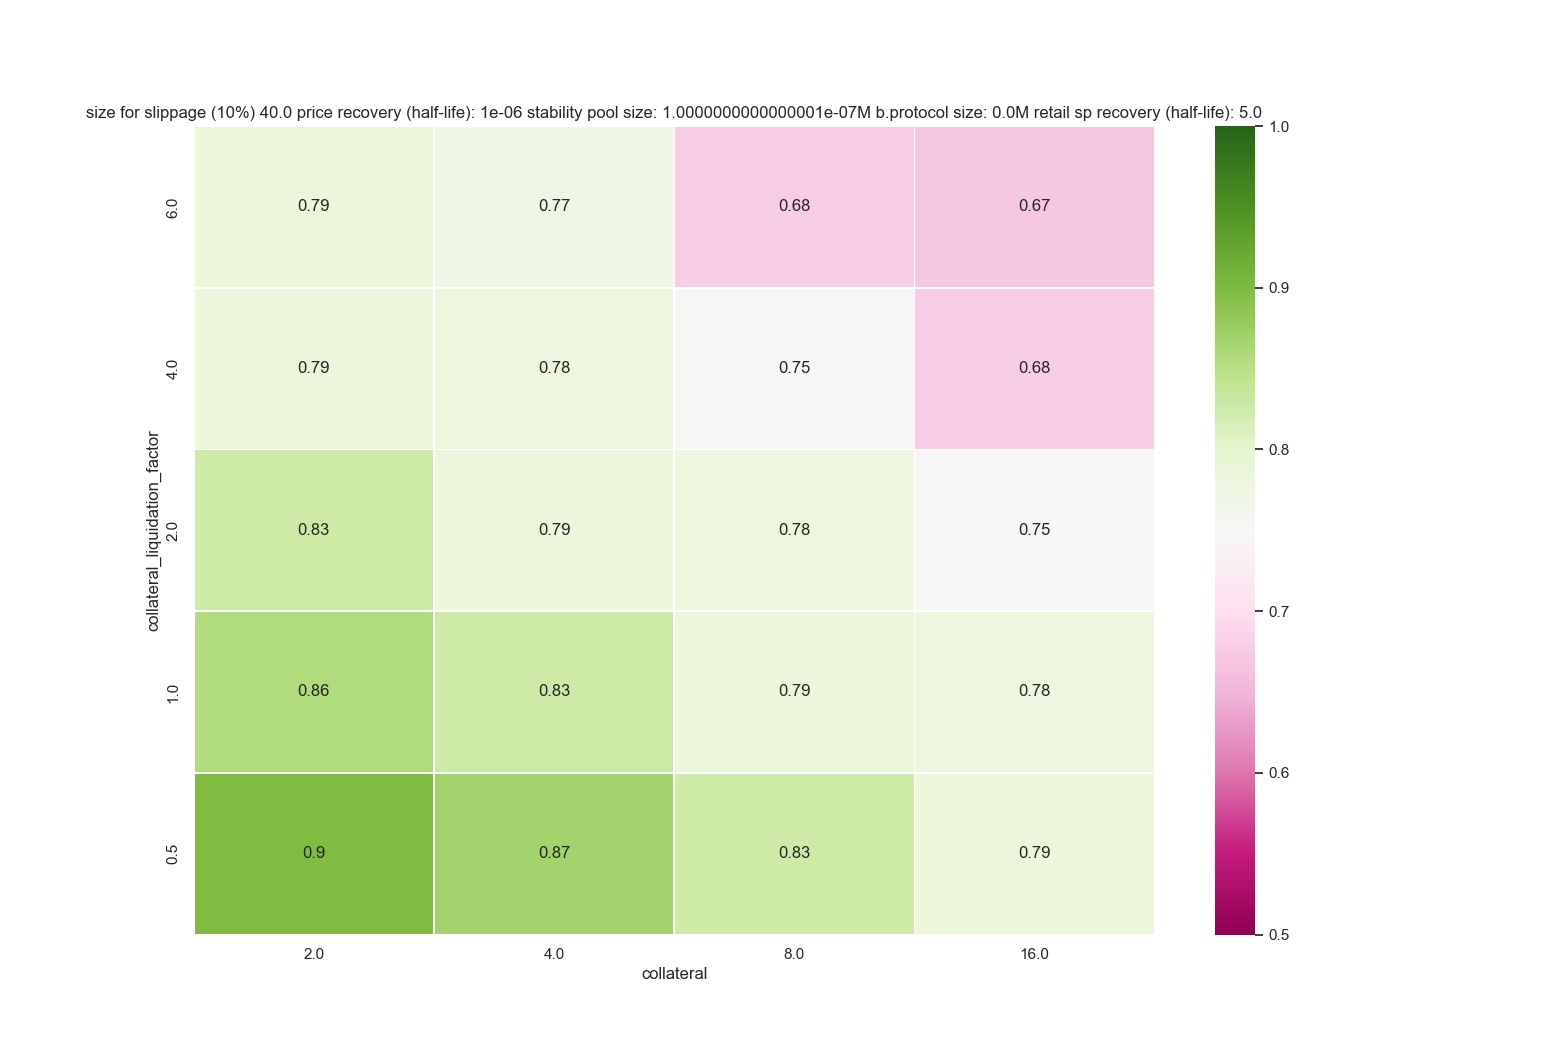 size for slippage (10%) 40.0 price recovery (half-life): 1e-06 stability pool size: 1.0000000000000001e-07M b.protocol size: 0.0M retail sp recovery (half-life): 5.0
collateral_liquidation_factor
6.0 0.79 0.77 0.68 0.67
4.0 0.79 0.78 0.75 0.68
2.0 0.83 0.79 0.78 0.75
1.0 0.86 0.83 0.79 0.78
0.5 0.9 0.87 0.83 0.79
2.0 4.0 8.0 16.0
collateral
1.0
0.9
0.8
0.7
0.6
0.5